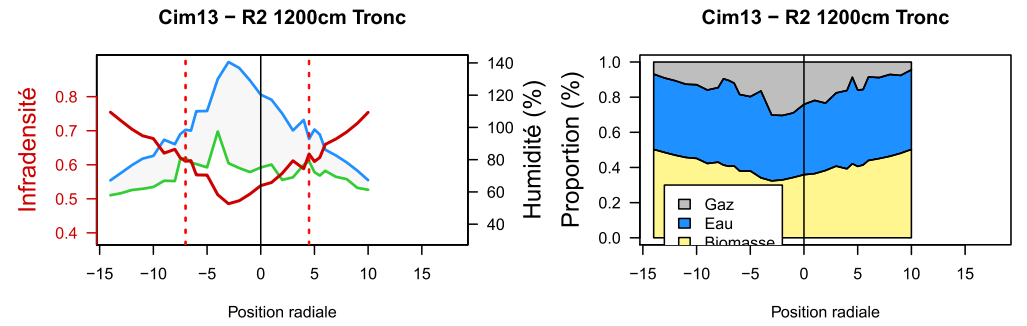 Cim13 − R2 1200cm Tronc
Infradensité
0.8
0.7
0.6
0.5
0.4
140
120
100
80
60
40
Humidité (%)
−15 −10 −5 0 5 10 15
Position radiale
Cim13 − R2 1200cm Tronc
Proportion (%)
1.0
0.8
0.6
0.4
0.2
0.0
Gaz
Eau
Biomasse
−15 −10 −5 0 5 10 15
Position radiale